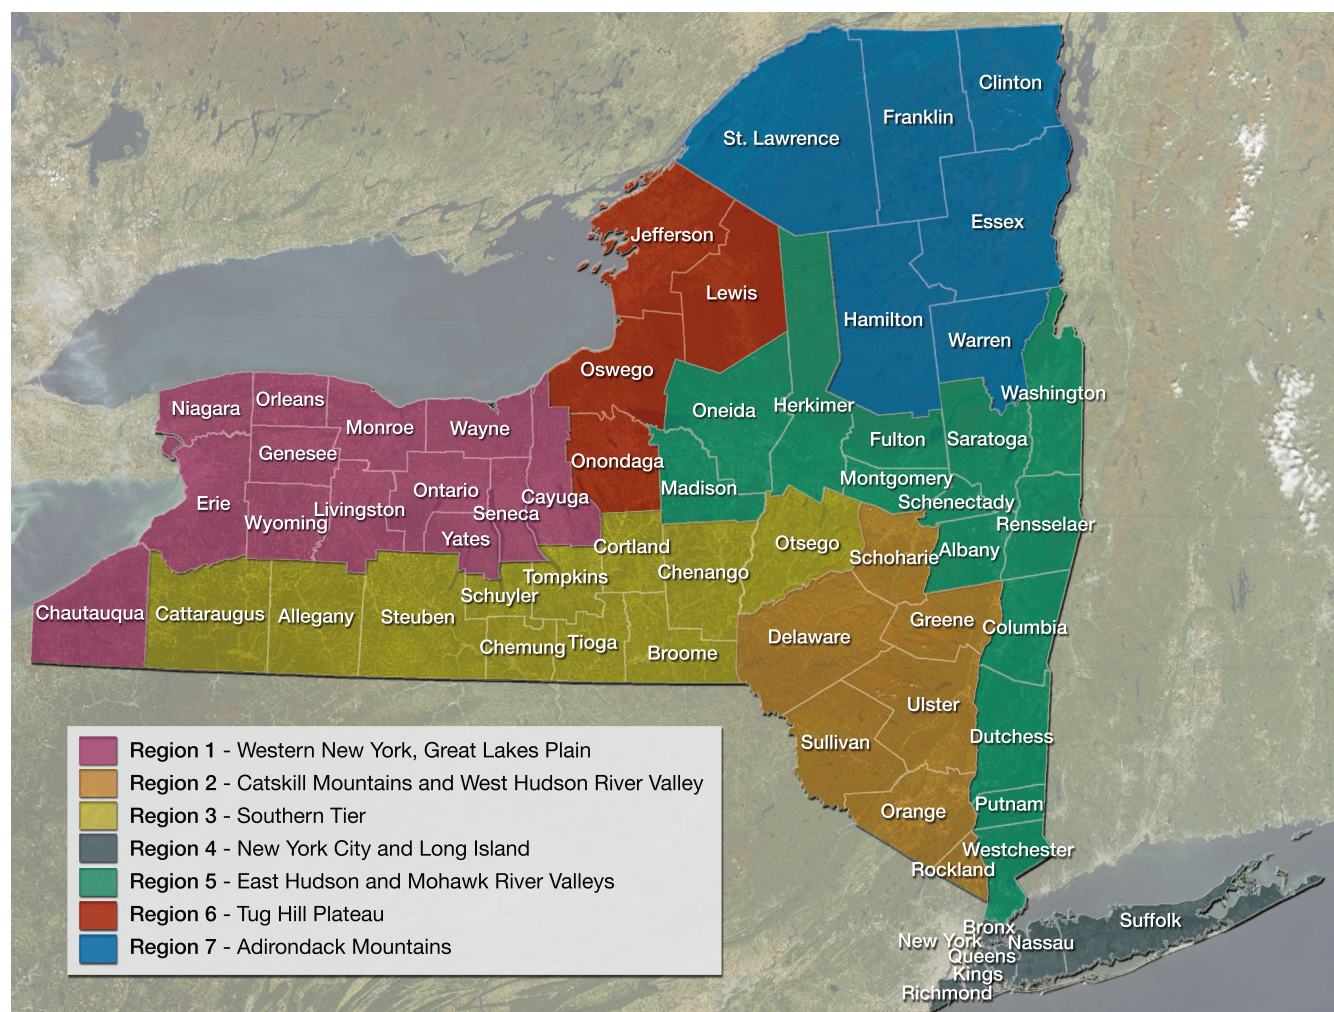 Clinton
Franklin
St. Lawrence
Essex
Jefferson
Lewis
Hamilton
Warren
Oswego
Washington
Niagara
Orleans
Oneida
Herkimer
Monroe
Wayne
Fulton
Saratoga
Genesee
Onondaga
Montgomery
Madison
Ontario
Cayuga
Erie
Livingston
Seneca
Schenectady
Wyoming
Rensselaer
Yates
Cortland
Otsego
Albany
Schoharie
Chenango
Tompkins
Schuyler
Chautauqua
Cattaraugus
Allegany
Steuben
Greene
Columbia
Delaware
Chemung
Tioga
Broome
Ulster
Dutchess
Sullivan
Putnam
Orange
Westchester
Rockland
Suffolk
Bronx
New York
Nassau
Queens
Kings
Richmond
Region 1 - Western New York, Great Lakes Plain
Region 2 - Catskill Mountains and West Hudson River Valley
Region 3 - Southern Tier
Region 4 - New York City and Long Island
Region 5 - East Hudson and Mohawk River Valleys
Region 6 - Tug Hill Plateau
Region 7 - Adirondack Mountains